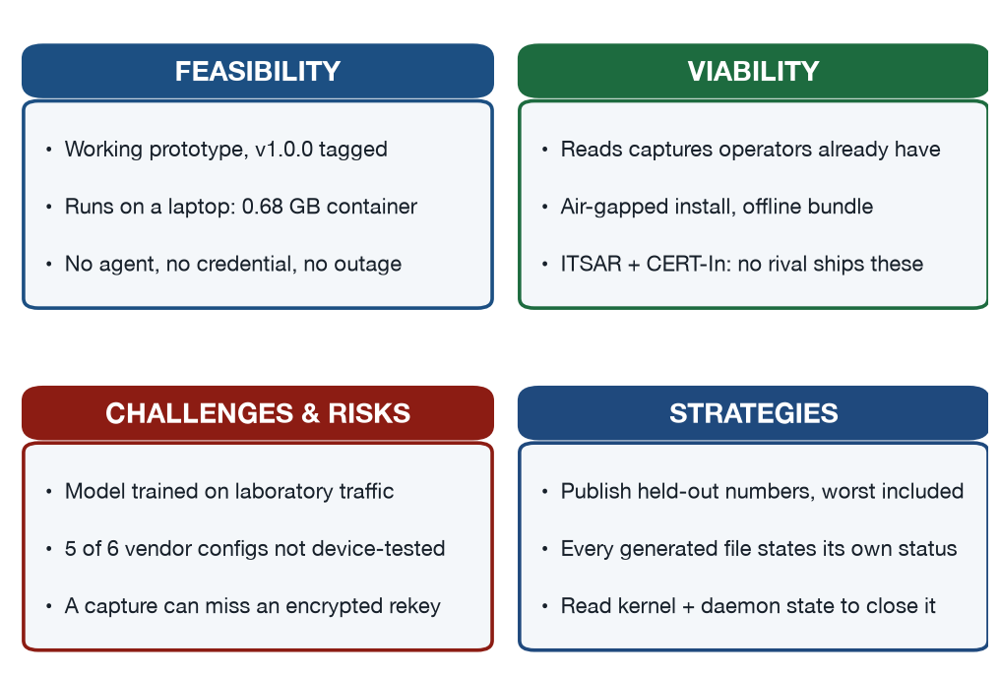 FEASIBILITY
• Working prototype, v1.0.0 tagged
• Runs on a laptop: 0.68 GB container
• No agent, no credential, no outage
VIABILITY
• Reads captures operators already have
• Air-gapped install, offline bundle
• ITSAR + CERT-In: no rival ships these
CHALLENGES & RISKS
• Model trained on laboratory traffic
• 5 of 6 vendor configs not device-tested
• A capture can miss an encrypted rekey
STRATEGIES
• Publish held-out numbers, worst included
• Every generated file states its own status
• Read kernel + daemon state to close it